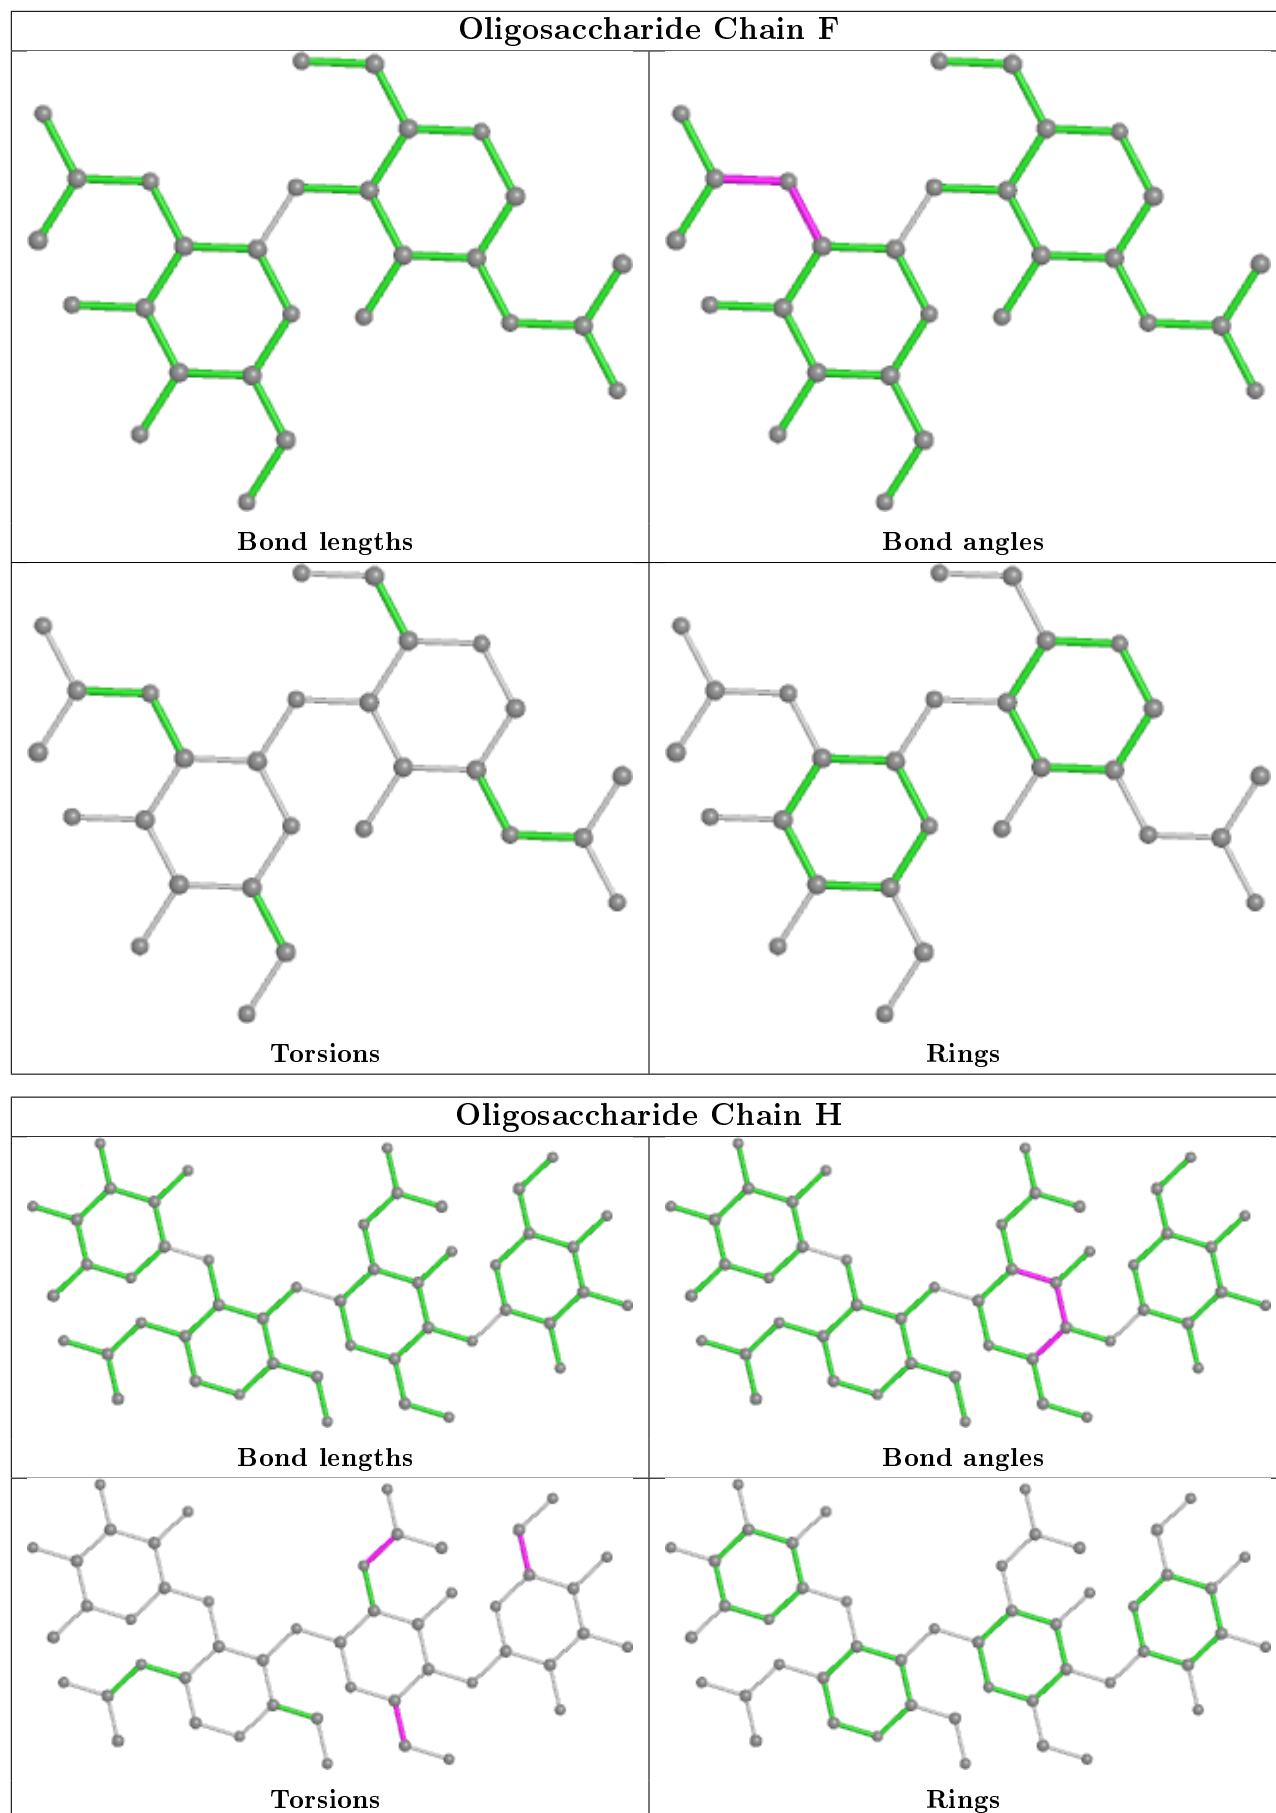 Oligosaccharide Chain F
Bond lengths
Bond angles
Torsions
Rings
Oligosaccharide Chain H
Bond lengths
Bond angles
Torsions
Rings